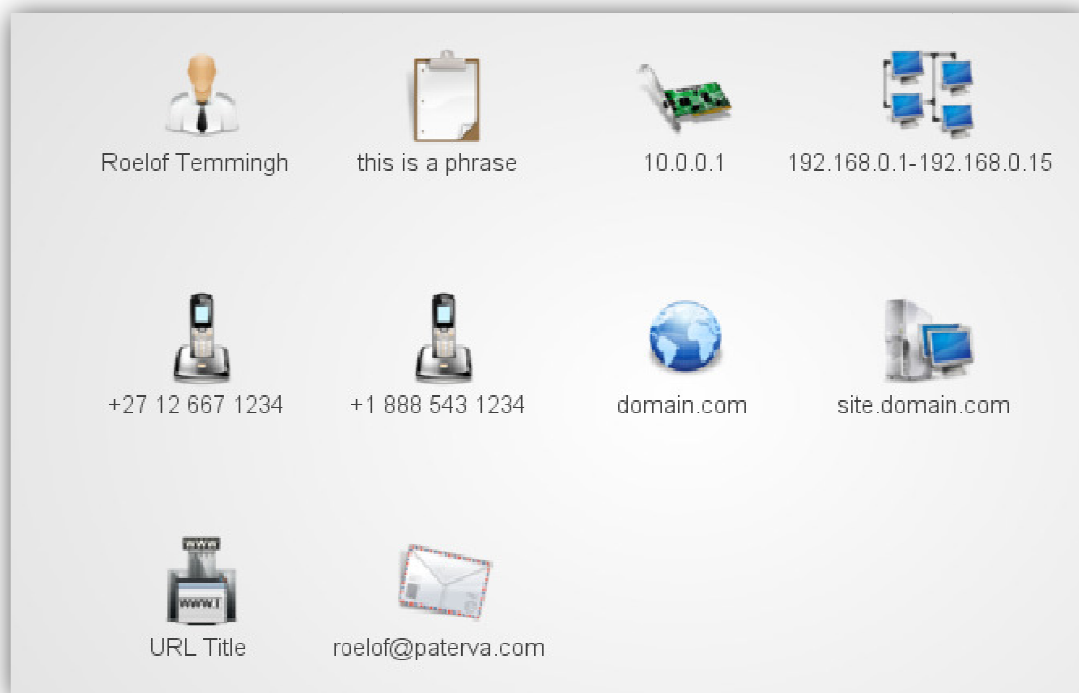 Roelof Temmingh
this is a phrase
10.0.0.1
192.168.0.1-192.168.0.15
+27 12 667 1234
+1 888 543 1234
domain.com
site.domain.com
www
URL Title
roelof@paterva.com